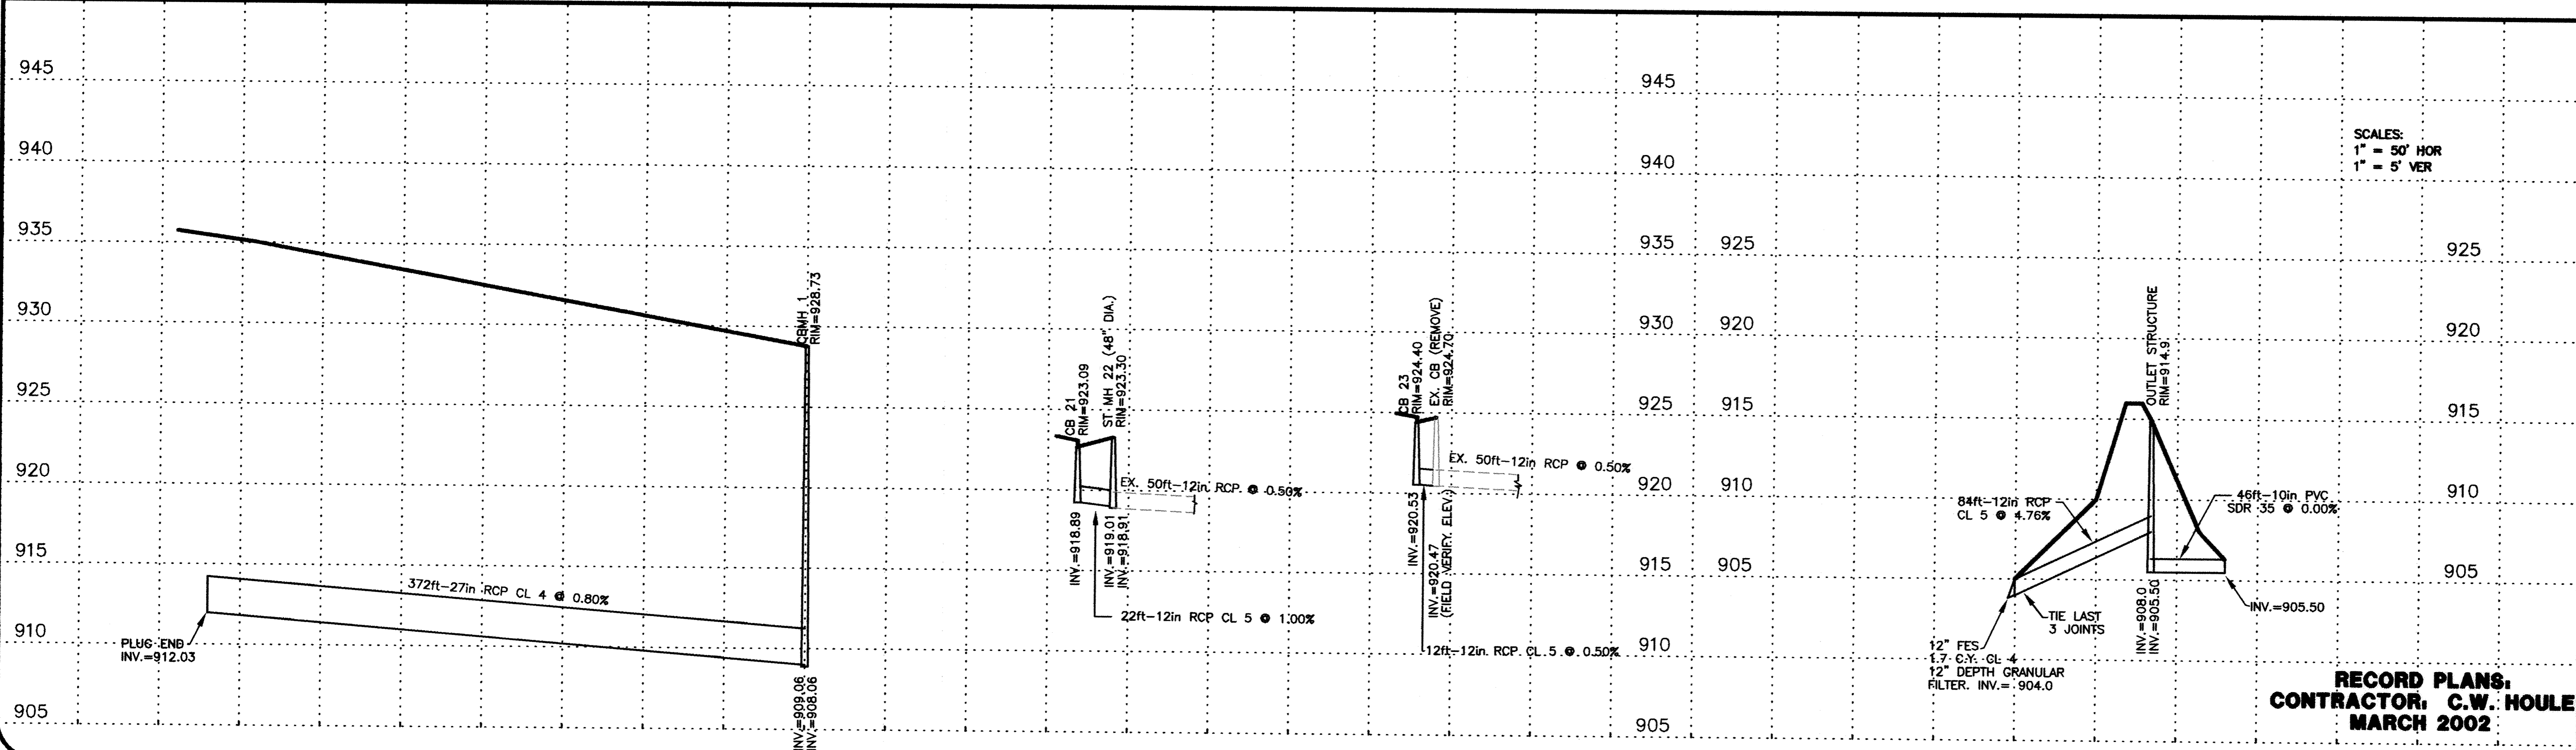 945
940
935
930
925
920
915
910
905
CBMH 1
RIM=928.73
372ft-27in RCP CL 4 @ 0.80%
PLUG END
INV.=912.03
INV.=909.06
INV.=908.06
CB 21
RIM=923.09
ST MH 22 (48" DIA.)
RIM=923.30
EX. 50ft-12in RCP @ 0.50%
INV.=918.89
INV.=919.01
INV.=918.91
22ft-12in RCP CL 5 @ 1.00%
CB 23
RIM=924.40
EX. CB (REMOVE)
RIM=924.70
EX. 50ft-12in RCP @ 0.50%
INV.=920.53
INV.=920.47
(FIELD VERIFY ELEV.)
12ft-12in RCP CL 5 @ 0.50%
945
940
935
930
925
920
915
910
905
925
920
915
910
905
OUTLET STRUCTURE
RIM=914.9
84ft-12in RCP
CL 5 @ 4.76%
46ft-10in PVC
SDR 35 @ 0.00%
TIE LAST
3 JOINTS
INV.=908.0
INV.=905.50
INV.=905.50
12" FES
1.7 C.Y. CL 4
12" DEPTH GRANULAR
FILTER. INV.= 904.0
SCALES:
1" = 50' HOR
1" = 5' VER
925
920
915
910
905
RECORD PLANS:
CONTRACTOR: C.W. HOULE
MARCH 2002